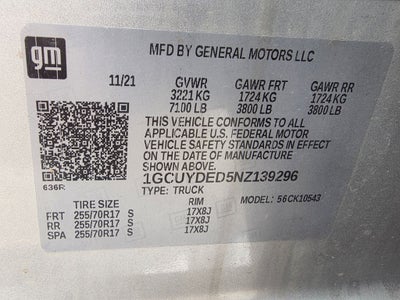 gm
MFD BY GENERAL MOTORS LLC
11/21 GVWR GAWR FRT GAWR RR
3221 KG 1724 KG 1724 KG
7100 LB 3800 LB 3800 LB
THIS VEHICLE CONFORMS TO ALL
APPLICABLE U.S. FEDERAL MOTOR
VEHICLE SAFETY STANDARDS IN EFFECT
ON THE DATE OF MANUFACTURE
SHOWN ABOVE.
636R 1GCUYDED5NZ139296
TYPE: TRUCK MODEL: 56CK10543
TIRE SIZE RIM
FRT 255/70R17 S 17X8J
RR 255/70R17 S 17X8J
SPA 255/70R17 S 17X8J